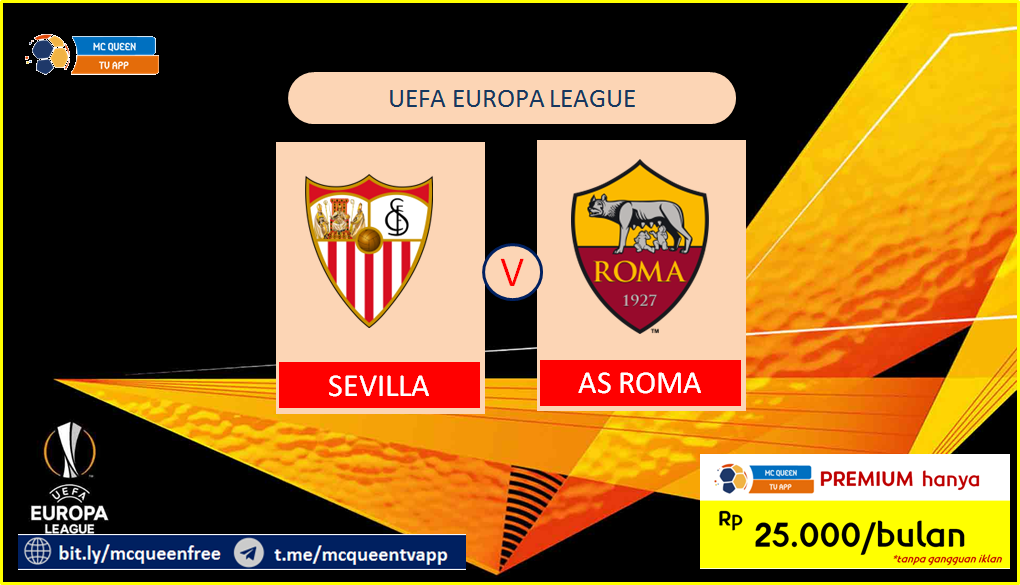 MC QUEEN
TV APP
UEFA EUROPA LEAGUE
V
ROMA
1927
TM
SEVILLA
AS ROMA
UEFA
EUROPA
LEAGUE
bit.ly/mcqueenfree
t.me/mcqueentvapp
MC QUEEN
TV APP
PREMIUM hanya
Rp 25.000/bulan
*tanpa gangguan iklan